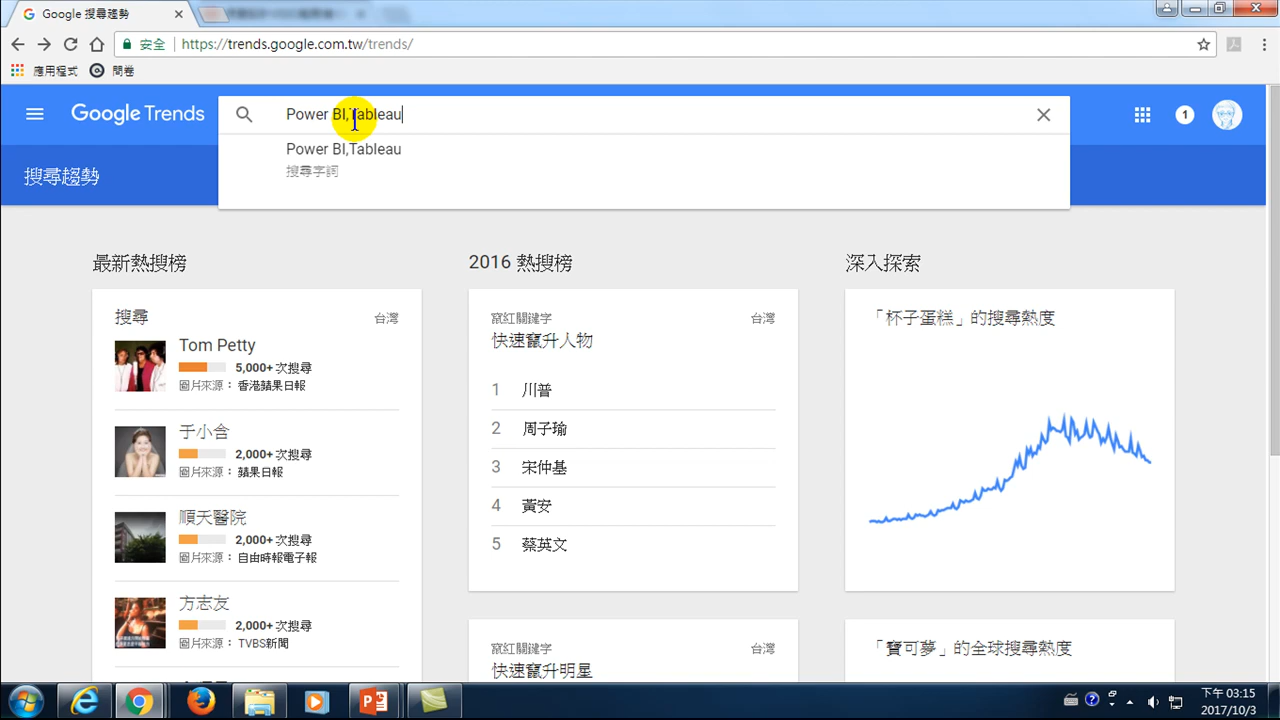 Google 搜尋趨勢
安全 https://trends.google.com.tw/trends/
應用程式 問卷
Google Trends
Power BI,Tableau
1
Power BI,Tableau
搜尋字詞
搜尋趨勢
最新熱搜榜
搜尋
台灣
Tom Petty
5,000+ 次搜尋
圖片來源： 香港蘋果日報
于小含
2,000+ 次搜尋
圖片來源： 蘋果日報
順天醫院
2,000+ 次搜尋
圖片來源： 自由時報電子報
方志友
2,000+ 次搜尋
圖片來源： TVBS新聞
2016 熱搜榜
窯紅關鍵字
台灣
快速竄升人物
1 川普
2 周子瑜
3 宋仲基
4 黃安
5 蔡英文
窯紅關鍵字
台灣
快速竄升明星
深入探索
「杯子蛋糕」的搜尋熱度
「寶可夢」的全球搜尋熱度
下午 03:15
2017/10/3